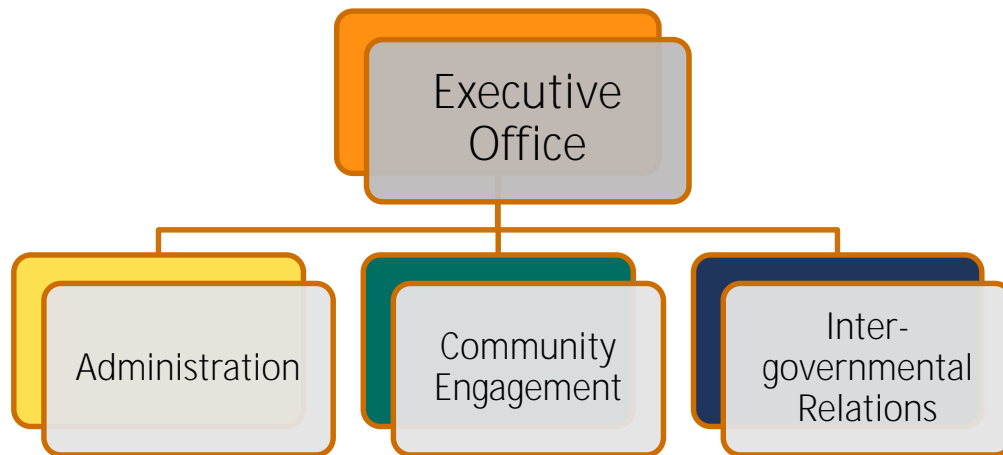 Executive
Office
Administration
Community
Engagement
Inter-
governmental
Relations